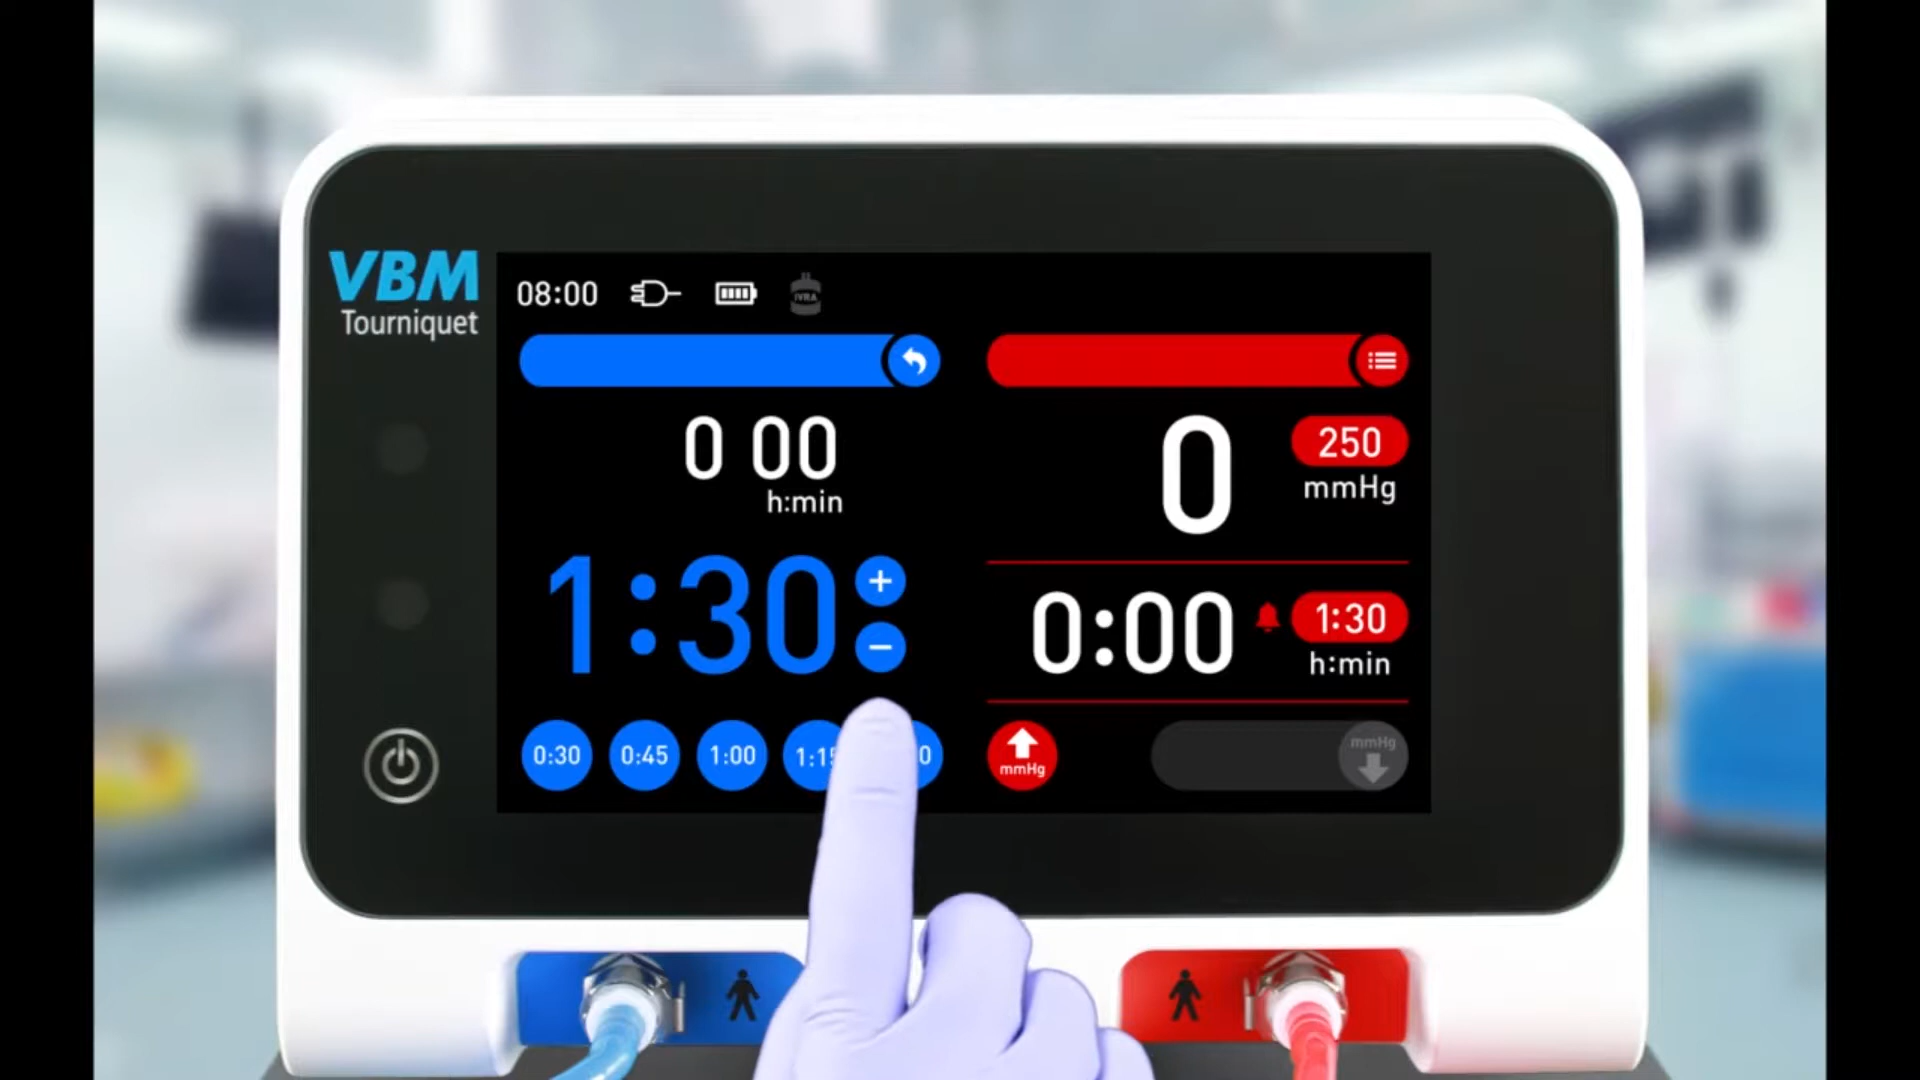 VBM
Tourniquet
08:00
IVRA
0 00
h:min
1:30
+
−
0:30
0:45
1:00
0
250
mmHg
0:00
1:30
h:min
mmHg
mmHg